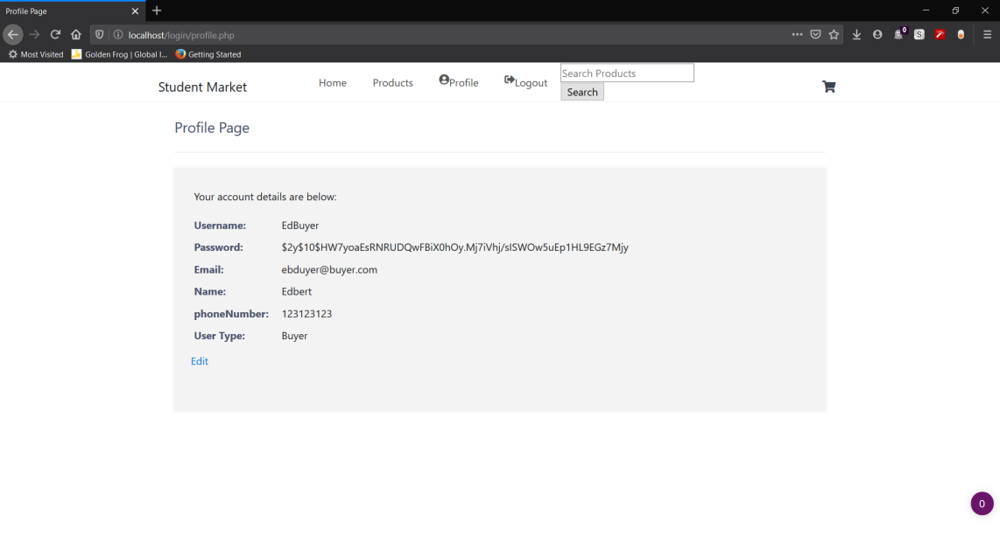 Profile Page
localhost/login/profile.php
0
S
Most Visited Golden Frog | Global I... Getting Started
Student Market Home Products Profile Logout Search Products
Search
Profile Page
Your account details are below:
Username: EdBuyer
Password: $2y$10$HW7yoaEsRNRUDQwFBiX0hOy.Mj7iVhj/sISWOw5uEp1HL9EGz7Mjy
Email: ebduyer@buyer.com
Name: Edbert
phoneNumber: 123123123
User Type: Buyer
Edit
0